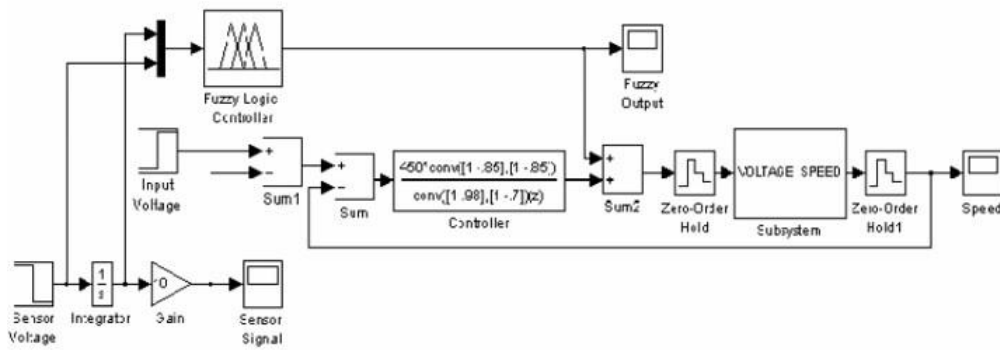 Fuzzy Logic
Controller
Fuzzy
Output
Input
Voltage
+
−
Sum1
+
−
Sum
450*conv([1 -.85],[1 -.85])
conv([1 .98],[1 -.7])(z)
Controller
+
+
Sum2
Zero-Order
Hold
VOLTAGE SPEED
Subsystem
Zero-Order
Hold1
Speed
Sensor
Voltage
1
s
Integrator
Gain
Sensor
Signal